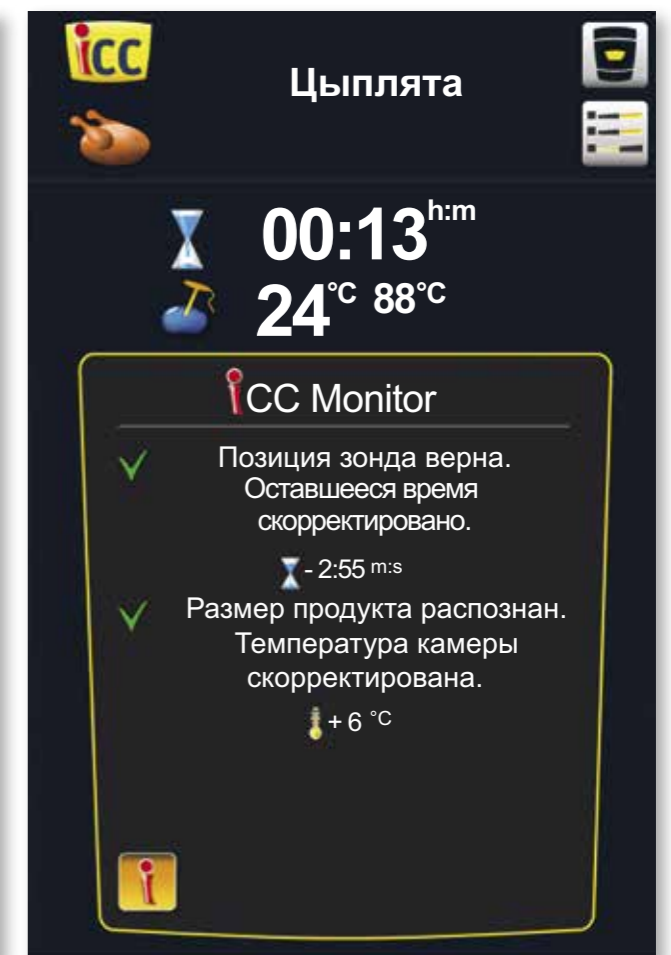 iCC
Цыплята
00:13 h:m
24°C 88°C
iCC Monitor
Позиция зонда верна.
Оставшееся время
скорректировано.
- 2:55 m:s
Размер продукта распознан.
Температура камеры
скорректирована.
+ 6 °C
i